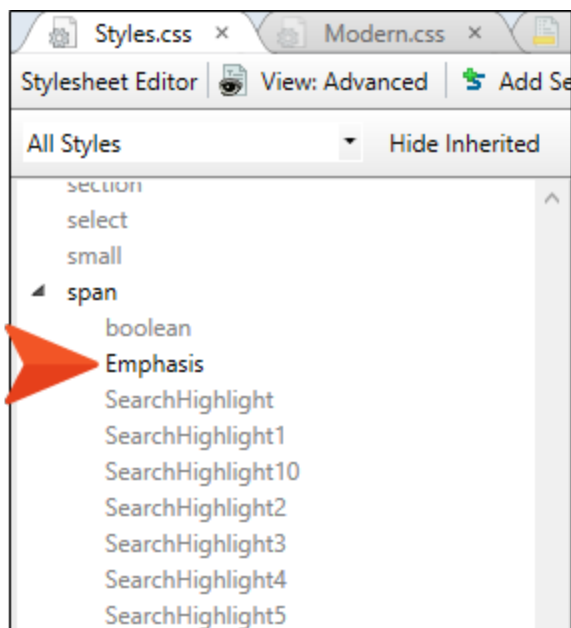 Styles.css × Modern.css ×
Stylesheet Editor View: Advanced Add Se
All Styles Hide Inherited
section
select
small
span
boolean
Emphasis
SearchHighlight
SearchHighlight1
SearchHighlight10
SearchHighlight2
SearchHighlight3
SearchHighlight4
SearchHighlight5